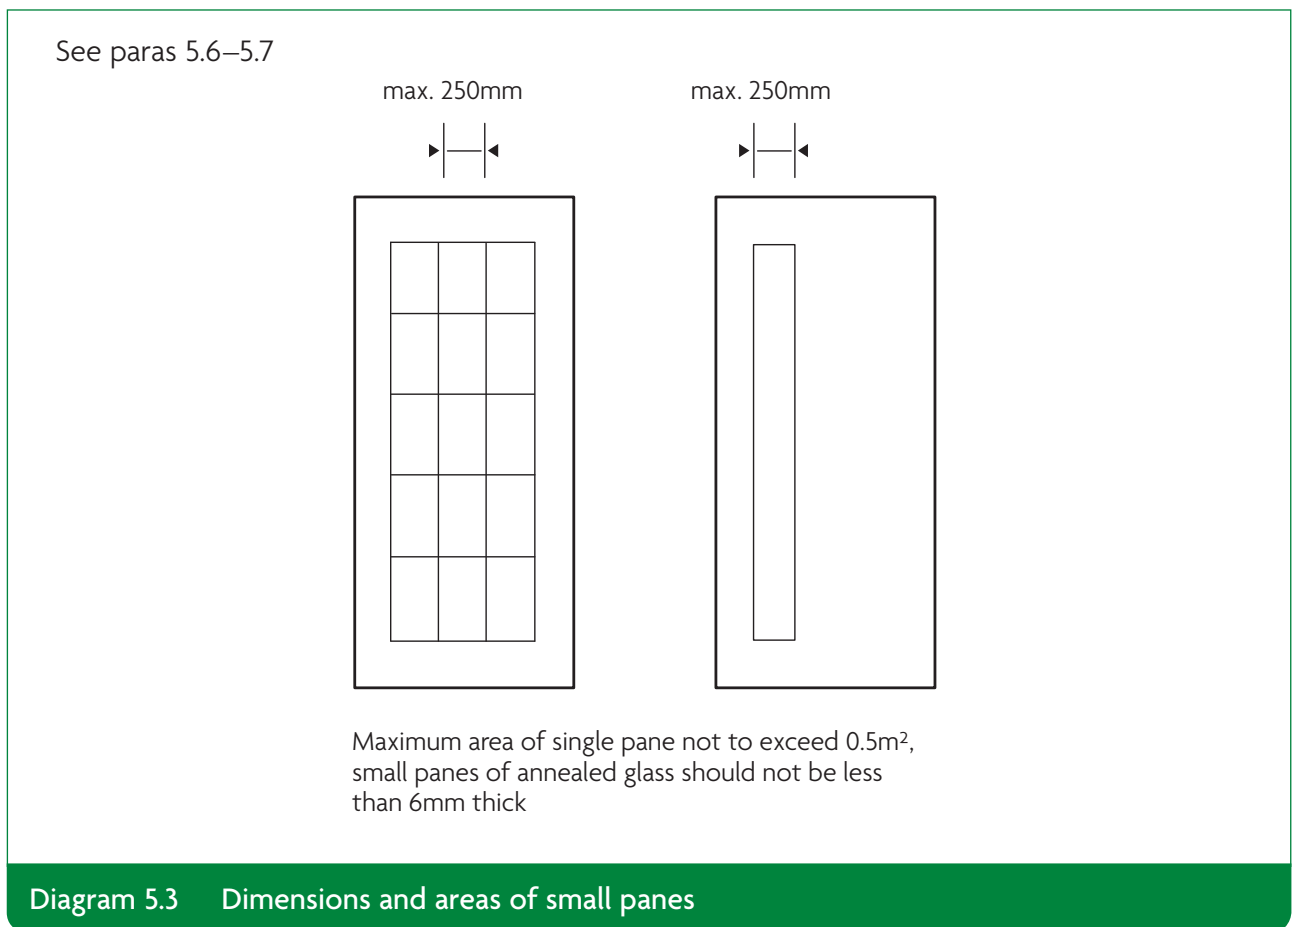 See paras 5.6–5.7
max. 250mm
max. 250mm
Maximum area of single pane not to exceed 0.5m²,
small panes of annealed glass should not be less
than 6mm thick
Diagram 5.3 Dimensions and areas of small panes